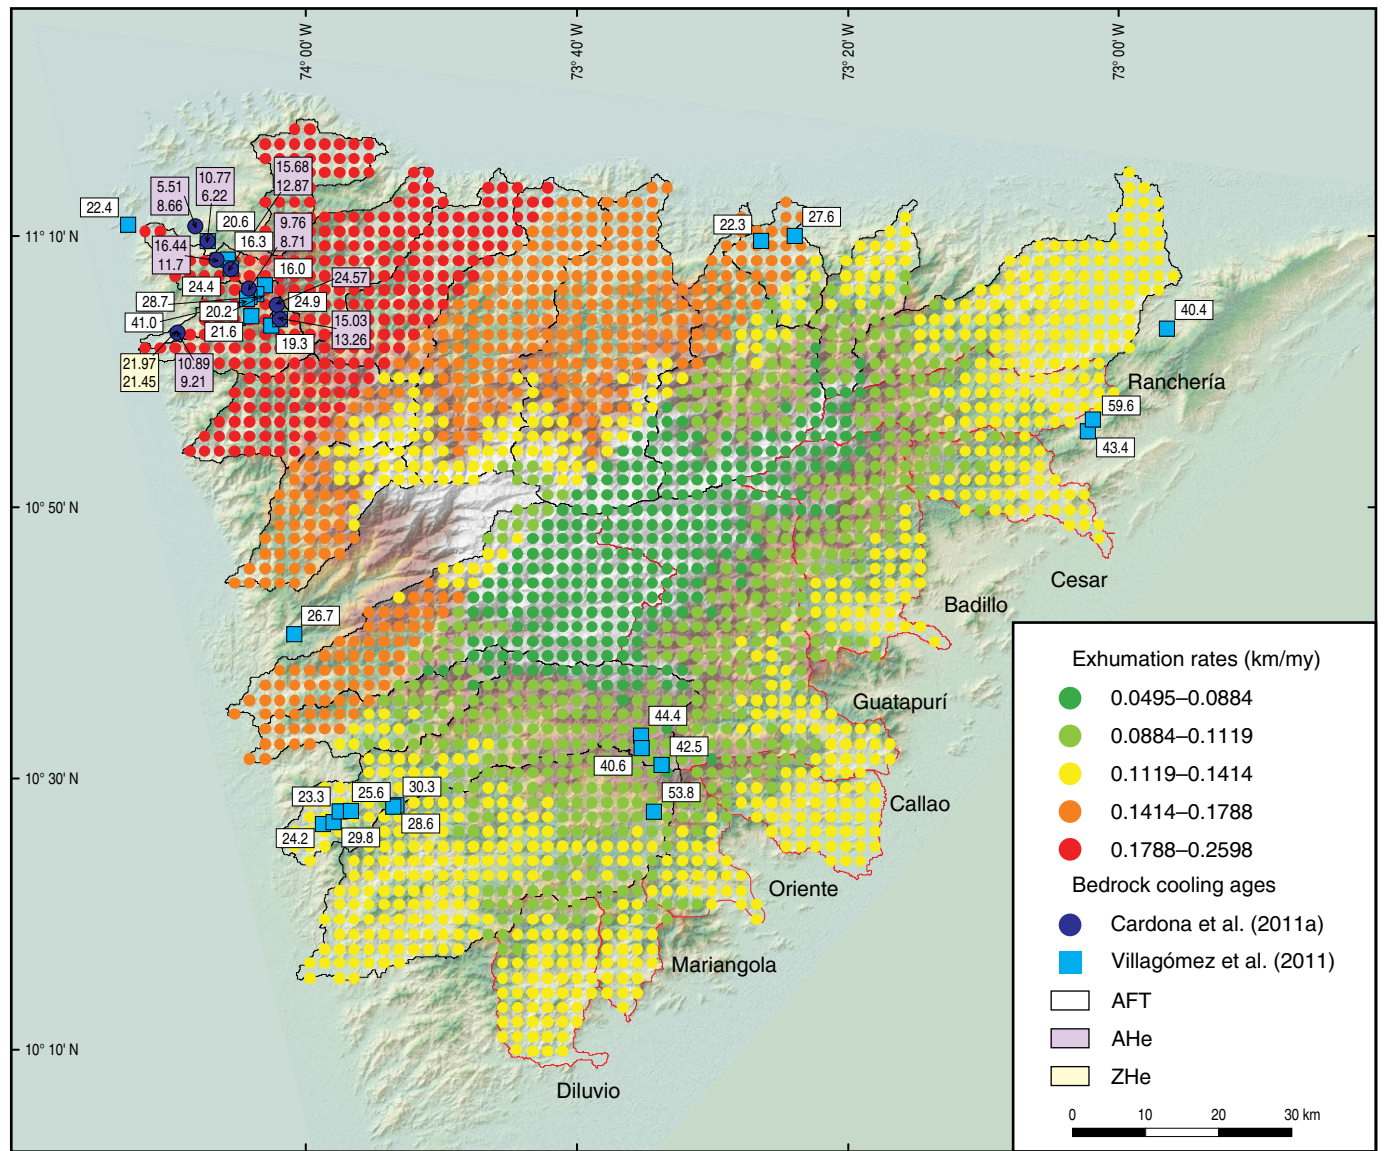 74° 00' W
73° 40' W
73° 20' W
73° 00' W
11° 10' N
10° 50' N
10° 30' N
10° 10' N
22.4
5.51
8.66
10.77
6.22
15.68
12.87
20.6
16.3
9.76
8.71
16.44
11.7
16.0
24.57
24.4
28.7
24.9
20.2
41.0
21.6
15.03
13.26
19.3
21.97
21.45
10.89
9.21
22.3
27.6
40.4
Ranchería
59.6
43.4
Cesar
Badillo
26.7
Guatapurí
44.4
42.5
40.6
53.8
Callao
23.3
25.6
30.3
28.6
24.2
29.8
Oriente
Mariangola
Diluvio
Exhumation rates (km/my)
0.0495–0.0884
0.0884–0.1119
0.1119–0.1414
0.1414–0.1788
0.1788–0.2598
Bedrock cooling ages
Cardona et al. (2011a)
Villagómez et al. (2011)
AFT
AHe
ZHe
0 10 20 30 km